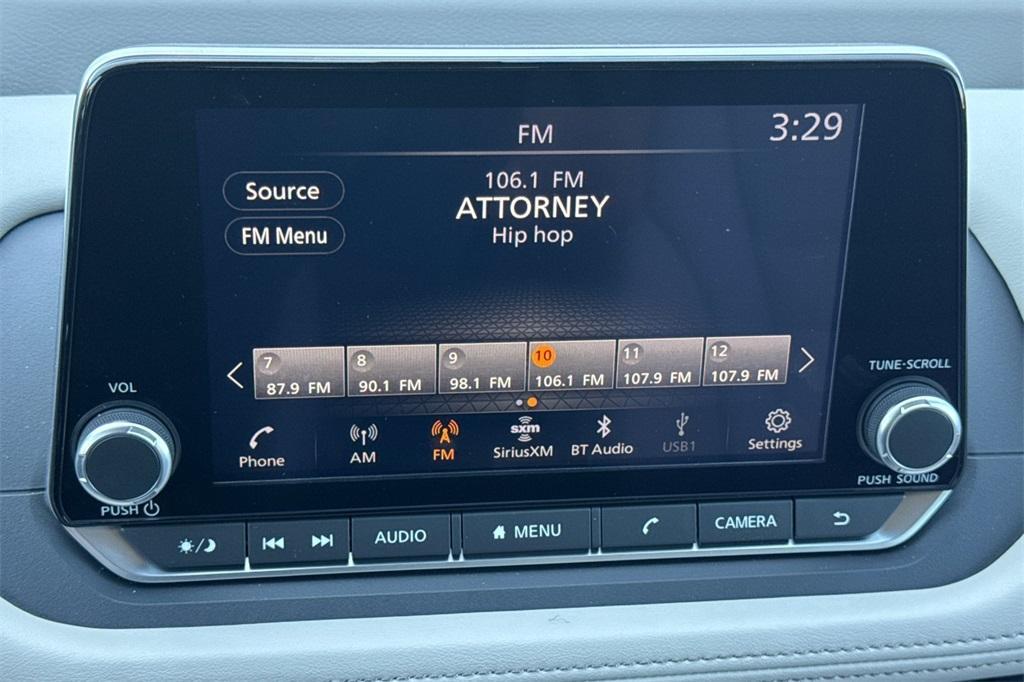 FM
3:29
Source
106.1 FM
ATTORNEY
FM Menu
Hip hop
7
8
9
10
11
12
87.9 FM
90.1 FM
98.1 FM
106.1 FM
107.9 FM
107.9 FM
VOL
TUNE·SCROLL
sxm
Phone
AM
FM
SiriusXM
BT Audio
USB1
Settings
PUSH
PUSH SOUND
AUDIO
MENU
CAMERA